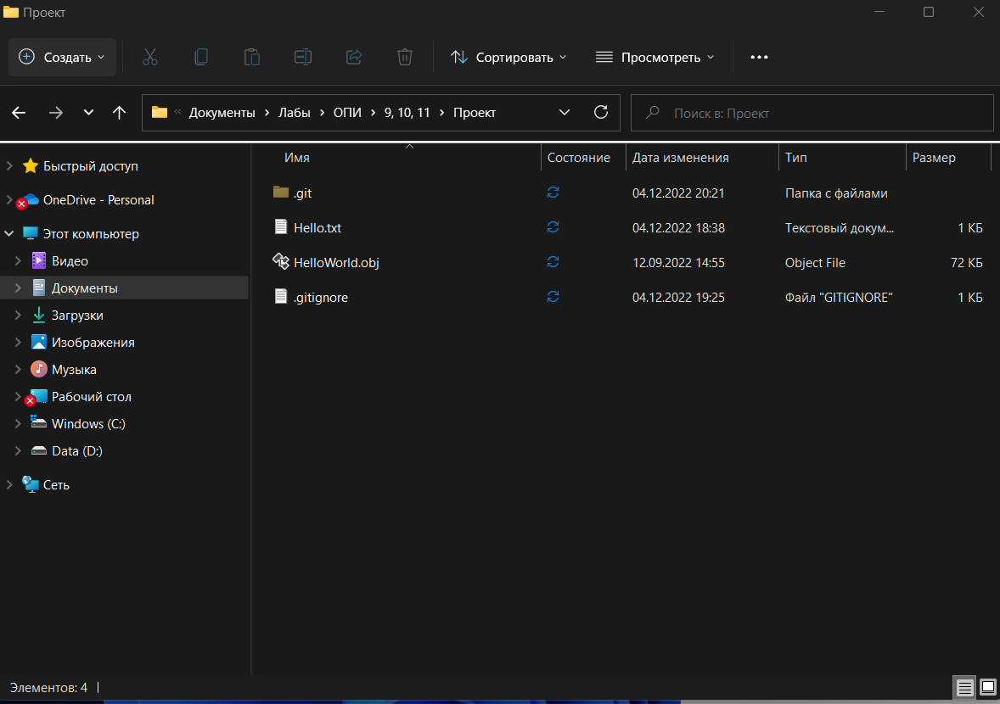 Проект
Создать Сортировать Просмотреть
Документы Лабы ОПИ 9, 10, 11 Проект Поиск в: Проект
Быстрый доступ
OneDrive - Personal
Этот компьютер
Видео
Документы
Загрузки
Изображения
Музыка
Рабочий стол
Windows (C:)
Data (D:)
Сеть
Имя Состояние Дата изменения Тип Размер
.git 04.12.2022 20:21 Папка с файлами
Hello.txt 04.12.2022 18:38 Текстовый докум... 1 КБ
HelloWorld.obj 12.09.2022 14:55 Object File 72 КБ
.gitignore 04.12.2022 19:25 Файл "GITIGNORE" 1 КБ
Элементов: 4